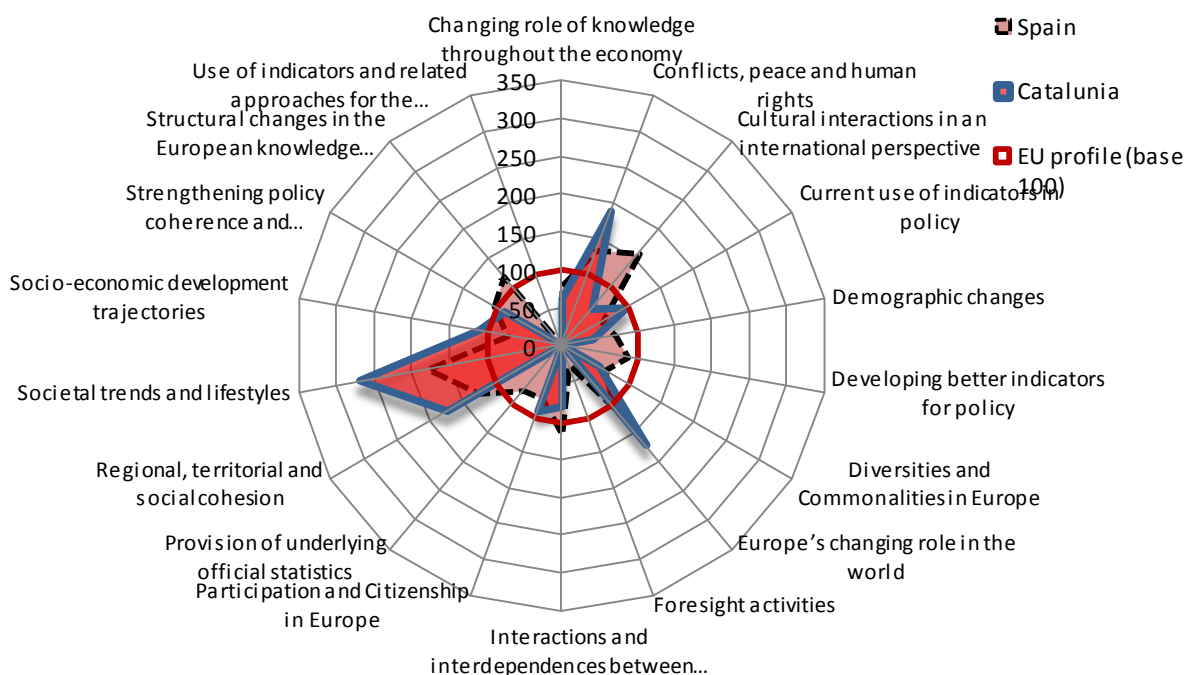 Changing role of knowledge
throughout the economy
Conflicts, peace and human
rights
Cultural interactions in an
international perspective
Current use of indicators in
policy
Demographic changes
Developing better indicators
for policy
Diversities and
Commonalities in Europe
Europe's changing role in the
world
Foresight activities
Interactions and
interdependences between...
Participation and Citizenship
in Europe
Provision of underlying
official statistics
Regional, territorial and
social cohesion
Societal trends and lifestyles
Socio-economic development
trajectories
Strengthening policy
coherence and...
Structural changes in the
European knowledge...
Use of indicators and related
approaches for the...
350
300
250
200
150
100
50
0
Spain
Catalunia
EU profile (base
100)